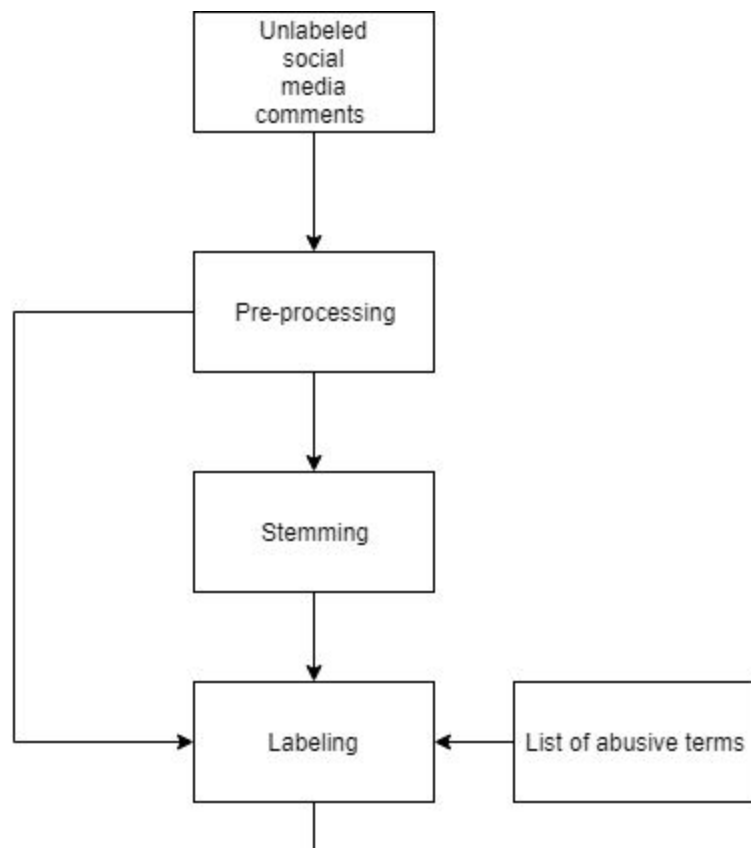 Unlabeled
social
media
comments
Pre-processing
Stemming
Labeling
List of abusive terms